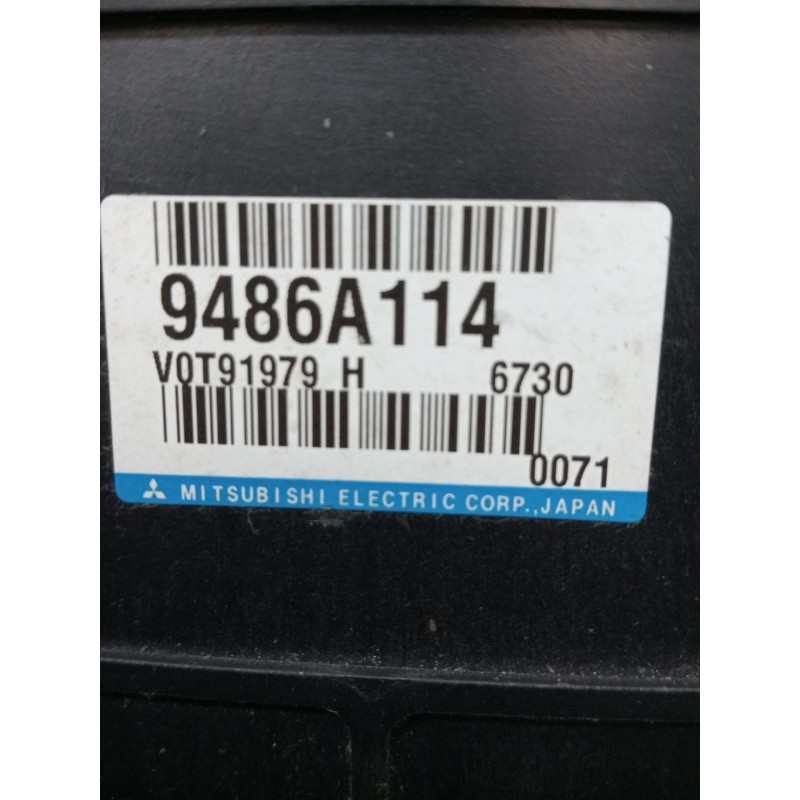 9486A114
V0T91979 H 6730
0071
MITSUBISHI ELECTRIC CORP.,JAPAN